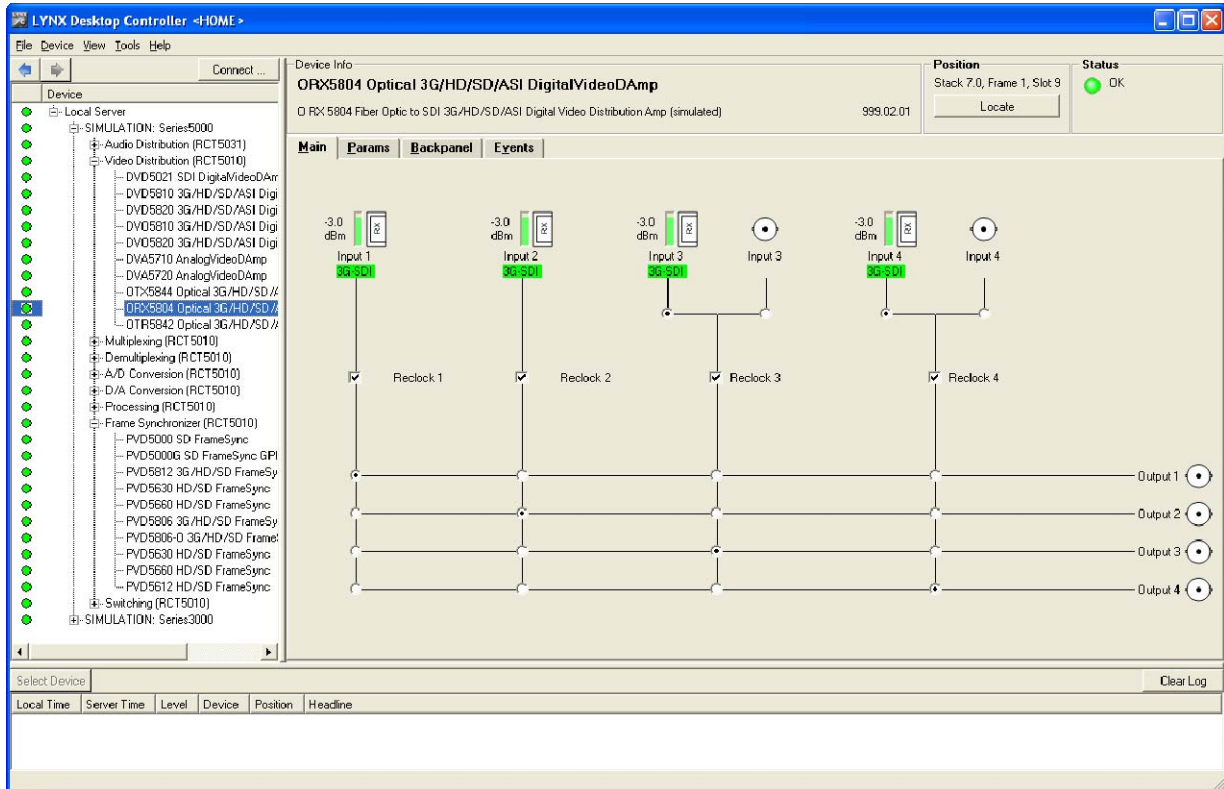 LYNX Desktop Controller <HOME>
File Device View Tools Help
Connect ...
Device
Local Server
SIMULATION: Series5000
Audio Distribution (RCT5031)
Video Distribution (RCT5010)
DVD5021 SDI DigitalVideoDAm
DVD5810 3G/HD/SD/ASI Digi
DVD5820 3G/HD/SD/ASI Digi
DVO5810 3G/HD/SD/ASI Digi
DVO5820 3G/HD/SD/ASI Digi
DVA5710 AnalogVideoDAmp
DVA5720 AnalogVideoDAmp
OTX5844 Optical 3G/HD/SD/A
ORX5804 Optical 3G/HD/SD/A
OTR5842 Optical 3G/HD/SD/A
Multiplexing (RCT5010)
Demultiplexing (RCT5010)
A/D Conversion (RCT5010)
D/A Conversion (RCT5010)
Processing (RCT5010)
Frame Synchronizer (RCT5010)
PVD5000 SD FrameSync
PVD5000G SD FrameSync GPI
PVD5812 3G/HD/SD FrameSy
PVD5630 HD/SD FrameSync
PVD5660 HD/SD FrameSync
PVD5806 3G/HD/SD FrameSy
PVD5806-O 3G/HD/SD Frame
PVD5630 HD/SD FrameSync
PVD5660 HD/SD FrameSync
PVD5612 HD/SD FrameSync
Switching (RCT5010)
SIMULATION: Series3000
Device Info
ORX5804 Optical 3G/HD/SD/ASI DigitalVideoDAmp
O RX 5804 Fiber Optic to SDI 3G/HD/SD/ASI Digital Video Distribution Amp (simulated) 999.02.01
Position
Stack 7.0, Frame 1, Slot 9
Locate
Status
OK
Main Params Backpanel Events
-3.0 dBm RX -3.0 dBm RX -3.0 dBm RX -3.0 dBm RX
Input 1 Input 2 Input 3 Input 3 Input 4 Input 4
3G-SDI 3G-SDI 3G-SDI 3G-SDI
Reclock 1 Reclock 2 Reclock 3 Reclock 4
Output 1
Output 2
Output 3
Output 4
Select Device Clear Log
Local Time Server Time Level Device Position Headline